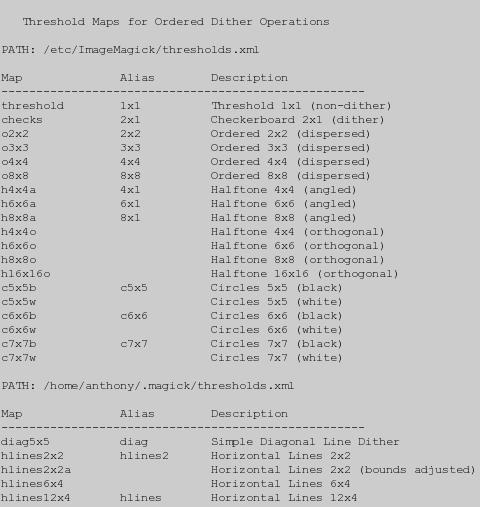 Threshold Maps for Ordered Dither Operations
PATH: /etc/ImageMagick/thresholds.xml
Map Alias Description
----------------------------------------------------
threshold 1x1 Threshold 1x1 (non-dither)
checks 2x1 Checkerboard 2x1 (dither)
o2x2 2x2 Ordered 2x2 (dispersed)
o3x3 3x3 Ordered 3x3 (dispersed)
o4x4 4x4 Ordered 4x4 (dispersed)
o8x8 8x8 Ordered 8x8 (dispersed)
h4x4a 4x1 Halftone 4x4 (angled)
h6x6a 6x1 Halftone 6x6 (angled)
h8x8a 8x1 Halftone 8x8 (angled)
h4x4o Halftone 4x4 (orthogonal)
h6x6o Halftone 6x6 (orthogonal)
h8x8o Halftone 8x8 (orthogonal)
h16x16o Halftone 16x16 (orthogonal)
c5x5b c5x5 Circles 5x5 (black)
c5x5w Circles 5x5 (white)
c6x6b c6x6 Circles 6x6 (black)
c6x6w Circles 6x6 (white)
c7x7b c7x7 Circles 7x7 (black)
c7x7w Circles 7x7 (white)
PATH: /home/anthony/.magick/thresholds.xml
Map Alias Description
----------------------------------------------------
diag5x5 diag Simple Diagonal Line Dither
hlines2x2 hlines2 Horizontal Lines 2x2
hlines2x2a Horizontal Lines 2x2 (bounds adjusted)
hlines6x4 Horizontal Lines 6x4
hlines12x4 hlines Horizontal Lines 12x4